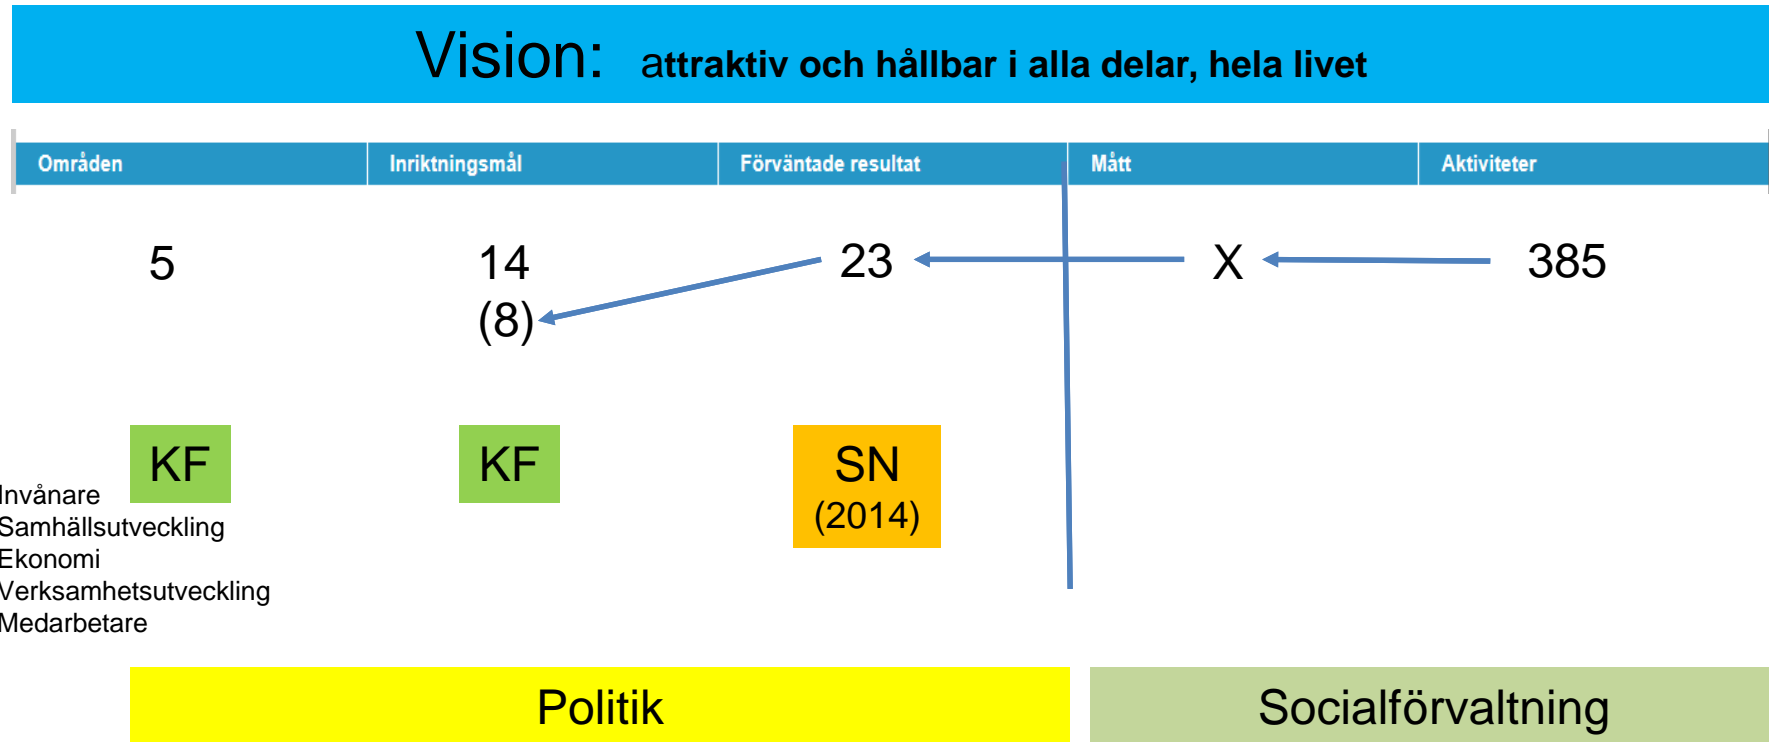 Vision: attraktiv och hållbar i alla delar, hela livet
Områden Inriktningsmål Förväntade resultat Mått Aktiviteter
5 14 23 X 385
(8)
KF KF SN
(2014)
Invånare
Samhällsutveckling
Ekonomi
Verksamhetsutveckling
Medarbetare
Politik Socialförvaltning